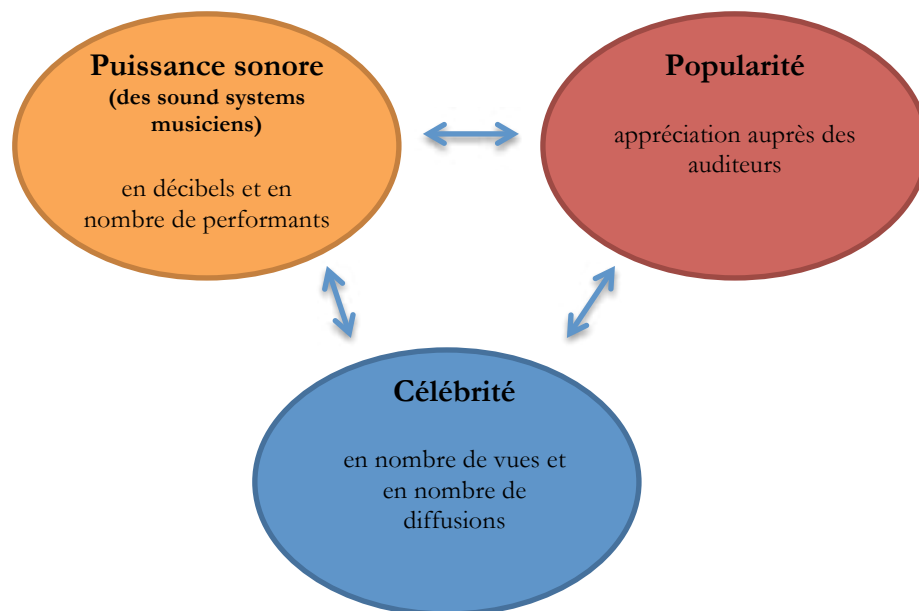 Puissance sonore
(des sound systems
musiciens)
en décibels et en
nombre de performants
Popularité
appréciation auprès des
auditeurs
Célébrité
en nombre de vues et
en nombre de
diffusions